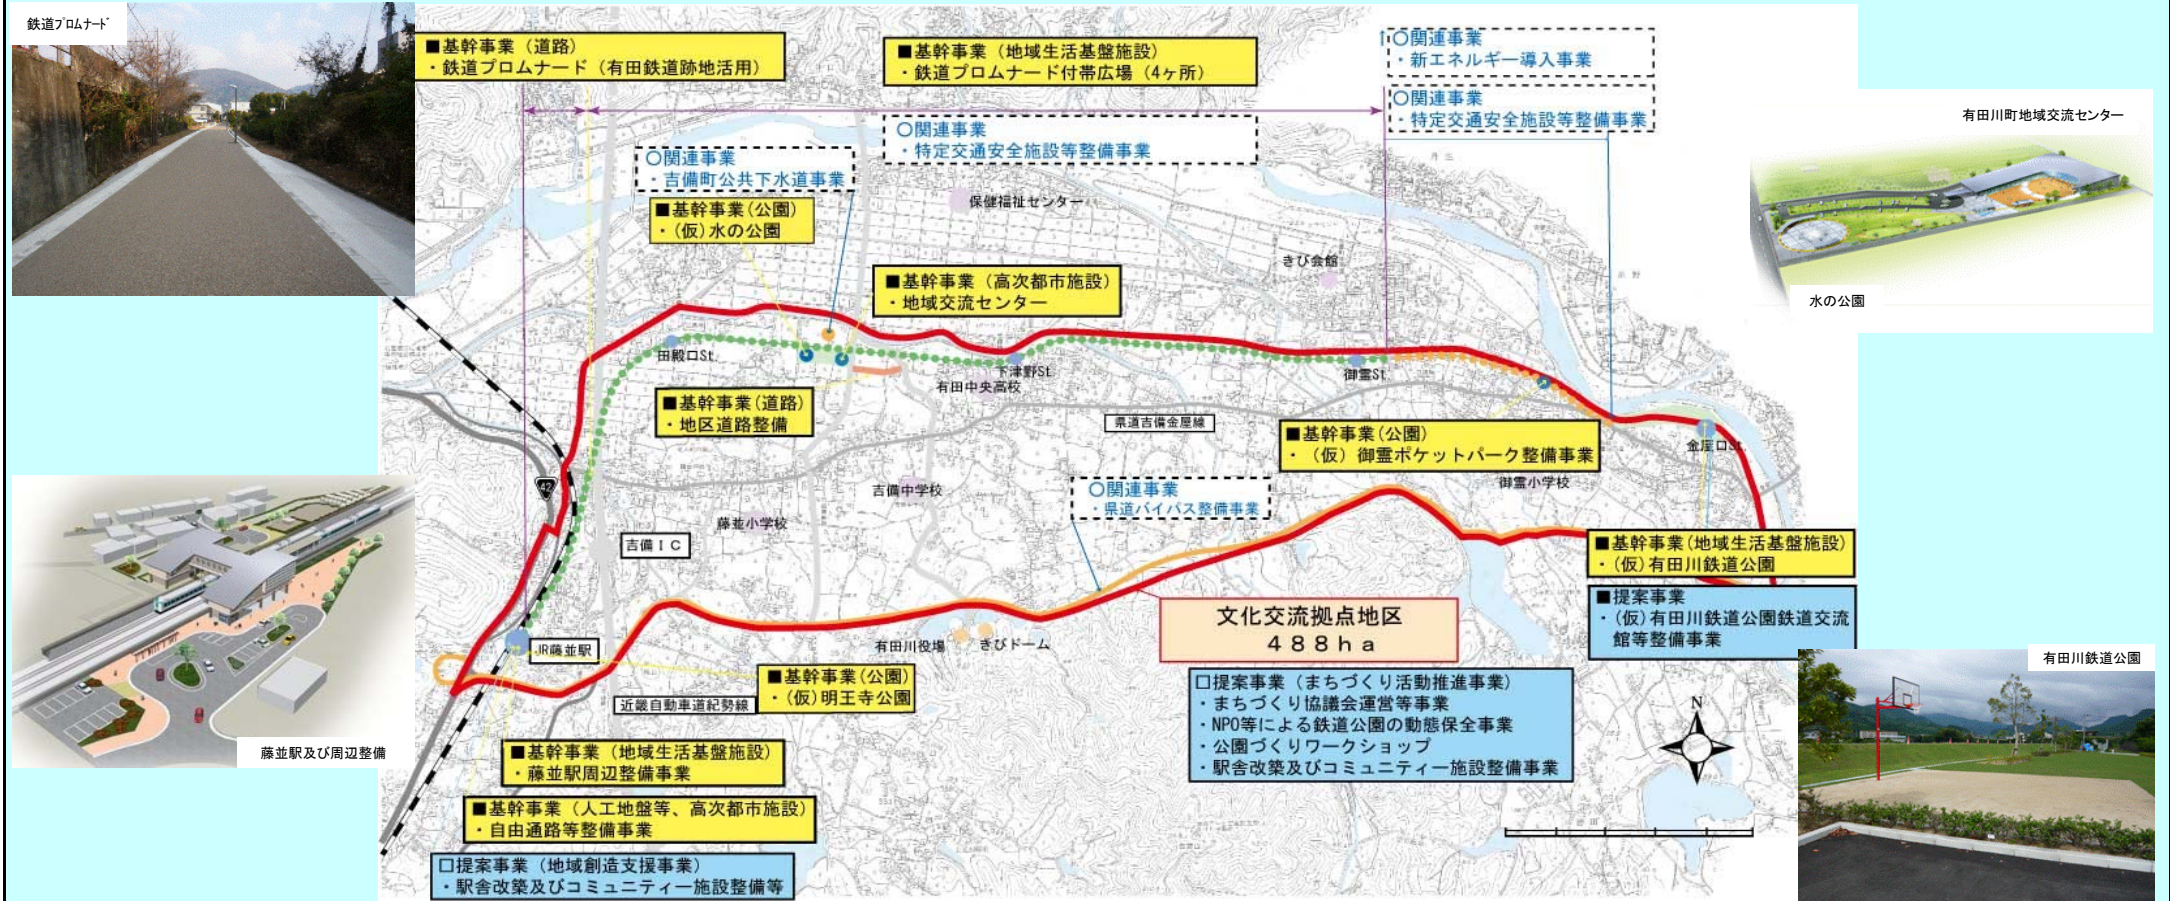 鉄道プロムナード
■基幹事業（道路）
・鉄道プロムナード（有田鉄道跡地活用）
■基幹事業（地域生活基盤施設）
・鉄道プロムナード付帯広場（4ヶ所）
↑○関連事業
・新エネルギー導入事業
○関連事業
・特定交通安全施設等整備事業
○関連事業
・特定交通安全施設等整備事業
有田川町地域交流センター
水の公園
○関連事業
・吉備町公共下水道事業
■基幹事業(公園)
・(仮)水の公園
保健福祉センター
きび会館
■基幹事業（高次都市施設）
・地域交流センター
田殿口St.
下津野St.
有田中央高校
御霊St.
■基幹事業(道路)
・地区道路整備
県道吉備金屋線
■基幹事業(公園)
・（仮）御霊ポケットパーク整備事業
金屋口St.
御霊小学校
42
吉備中学校
藤並小学校
○関連事業
・県道バイパス整備事業
吉備ＩＣ
■基幹事業(地域生活基盤施設)
・(仮)有田川鉄道公園
■提案事業
・(仮)有田川鉄道公園鉄道交流
館等整備事業
文化交流拠点地区
４８８ｈａ
JR藤並駅
有田川役場
きびドーム
有田川鉄道公園
■基幹事業(公園)
・(仮)明王寺公園
近畿自動車道紀勢線
□提案事業（まちづくり活動推進事業）
・まちづくり協議会運営等事業
・NPO等による鉄道公園の動態保全事業
・公園づくりワークショップ
・駅舎改築及びコミュニティー施設整備事業
N
藤並駅及び周辺整備
■基幹事業（地域生活基盤施設）
・藤並駅周辺整備事業
■基幹事業（人工地盤等、高次都市施設）
・自由通路等整備事業
□提案事業（地域創造支援事業）
・駅舎改築及びコミュニティー施設整備等